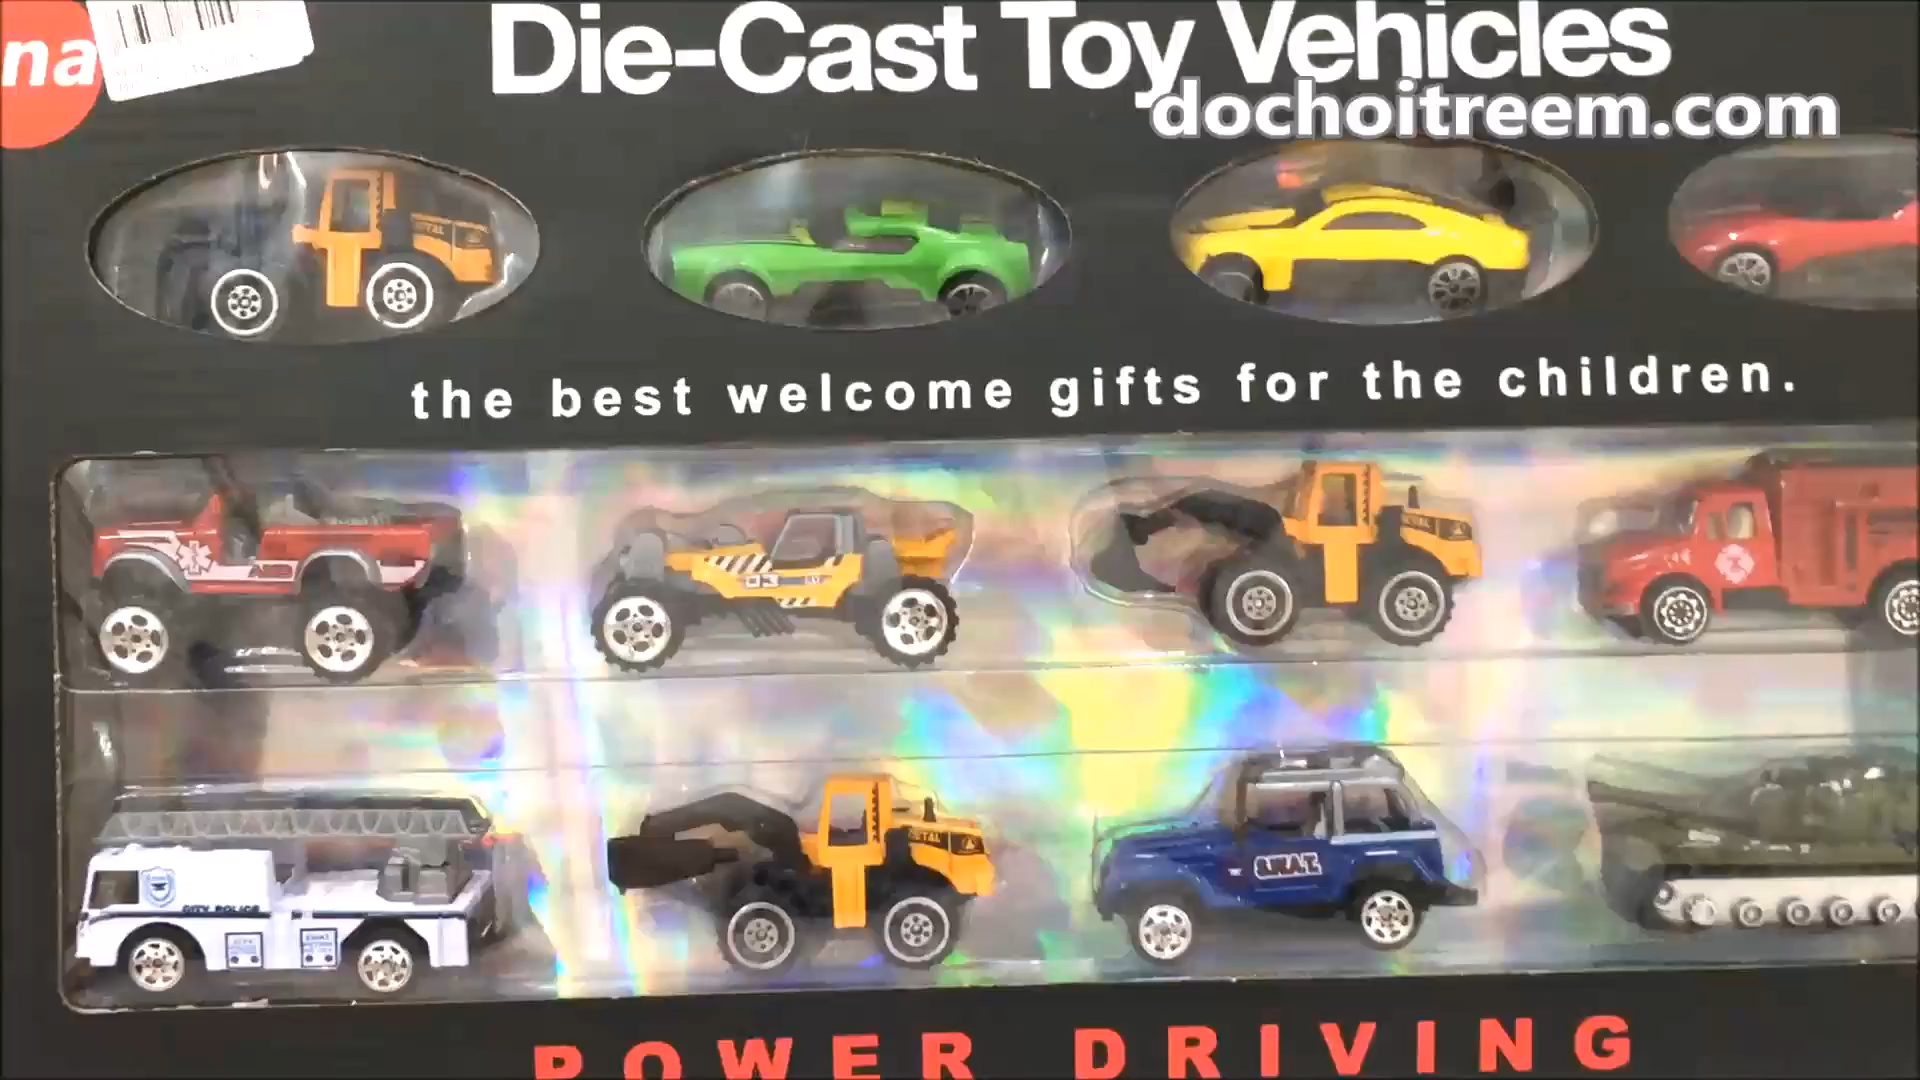 na
Die-Cast Toy Vehicles
dochoitreem.com
the best welcome gifts for the children.
03
CITY POLICE
S.W.A.T.
POWER DRIVING